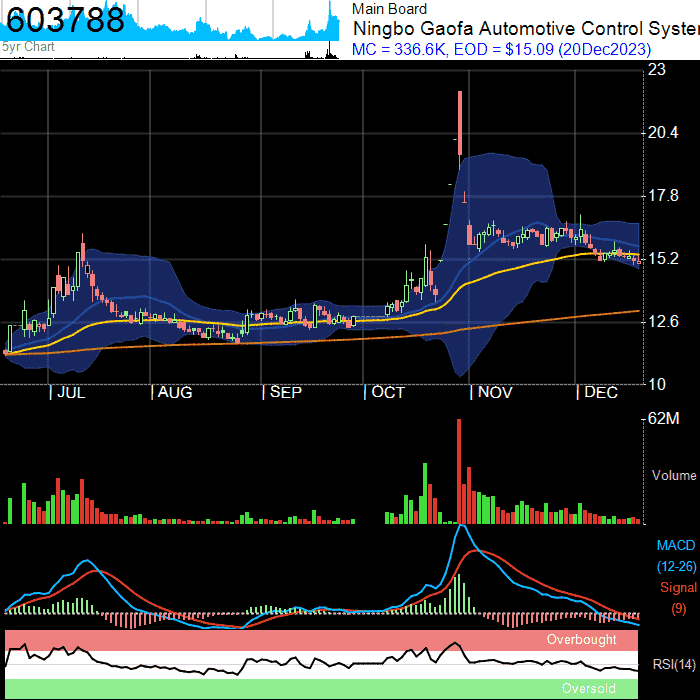 603788
5yr Chart
Main Board
Ningbo Gaofa Automotive Control System
MC = 336.6K, EOD = $15.09 (20Dec2023)
23
20.4
17.8
15.2
12.6
10
JUL AUG SEP OCT NOV DEC
62M
Volume
MACD
(12-26)
Signal
(9)
Overbought
RSI(14)
Oversold